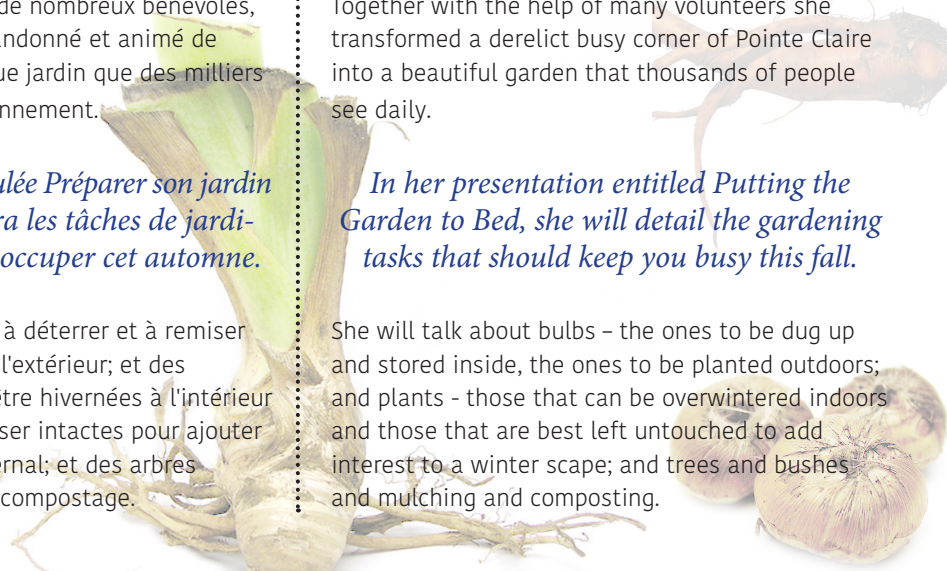 de nombreux bénévoles,
andonné et animé de
ue jardin que des milliers
nnement.
ulée Préparer son jardin
ra les tâches de jardi-
occuper cet automne.
à déterrer et à remiser
l'extérieur; et des
être hivernées à l'intérieur
ser intactes pour ajouter
ernal; et des arbres
compostage.
Together with the help of many volunteers she
transformed a derelict busy corner of Pointe Claire
into a beautiful garden that thousands of people
see daily.
In her presentation entitled Putting the
Garden to Bed, she will detail the gardening
tasks that should keep you busy this fall.
She will talk about bulbs – the ones to be dug up
and stored inside, the ones to be planted outdoors;
and plants - those that can be overwintered indoors
and those that are best left untouched to add
interest to a winter scape; and trees and bushes
and mulching and composting.